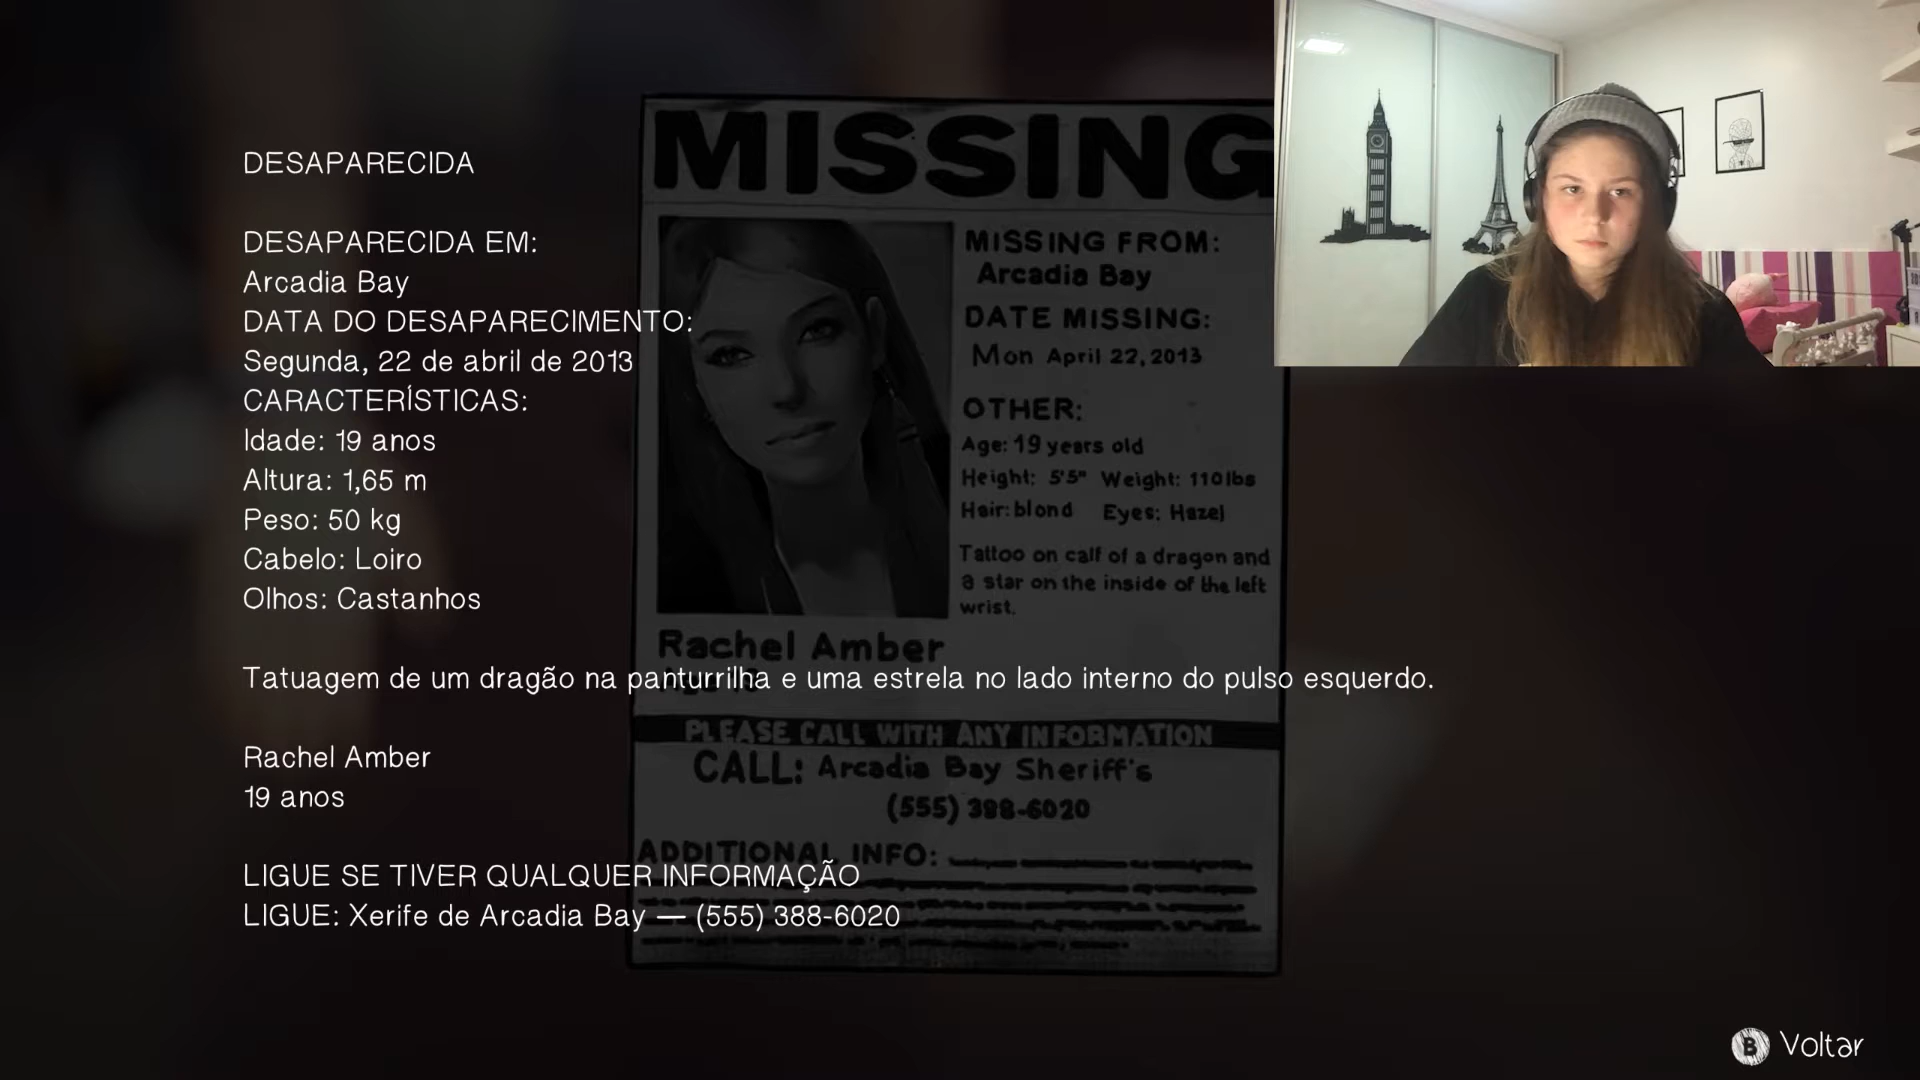 DESAPARECIDA
DESAPARECIDA EM:
Arcadia Bay
DATA DO DESAPARECIMENTO:
Segunda, 22 de abril de 2013
CARACTERÍSTICAS:
Idade: 19 anos
Altura: 1,65 m
Peso: 50 kg
Cabelo: Loiro
Olhos: Castanhos
Tatuagem de um dragão na panturrilha e uma estrela no lado interno do pulso esquerdo.
Rachel Amber
19 anos
LIGUE SE TIVER QUALQUER INFORMAÇÃO
LIGUE: Xerife de Arcadia Bay — (555) 388-6020
MISSING
MISSING FROM:
Arcadia Bay
DATE MISSING:
Mon April 22, 2013
OTHER:
Age: 19 years old
Height: 5'5" Weight: 110 lbs
Hair: blond Eyes: Hazel
Tattoo on calf of a dragon and
a star on the inside of the left
wrist.
Rachel Amber
PLEASE CALL WITH ANY INFORMATION
CALL: Arcadia Bay Sheriff's
(555) 388-6020
ADDITIONAL INFO:
B Voltar